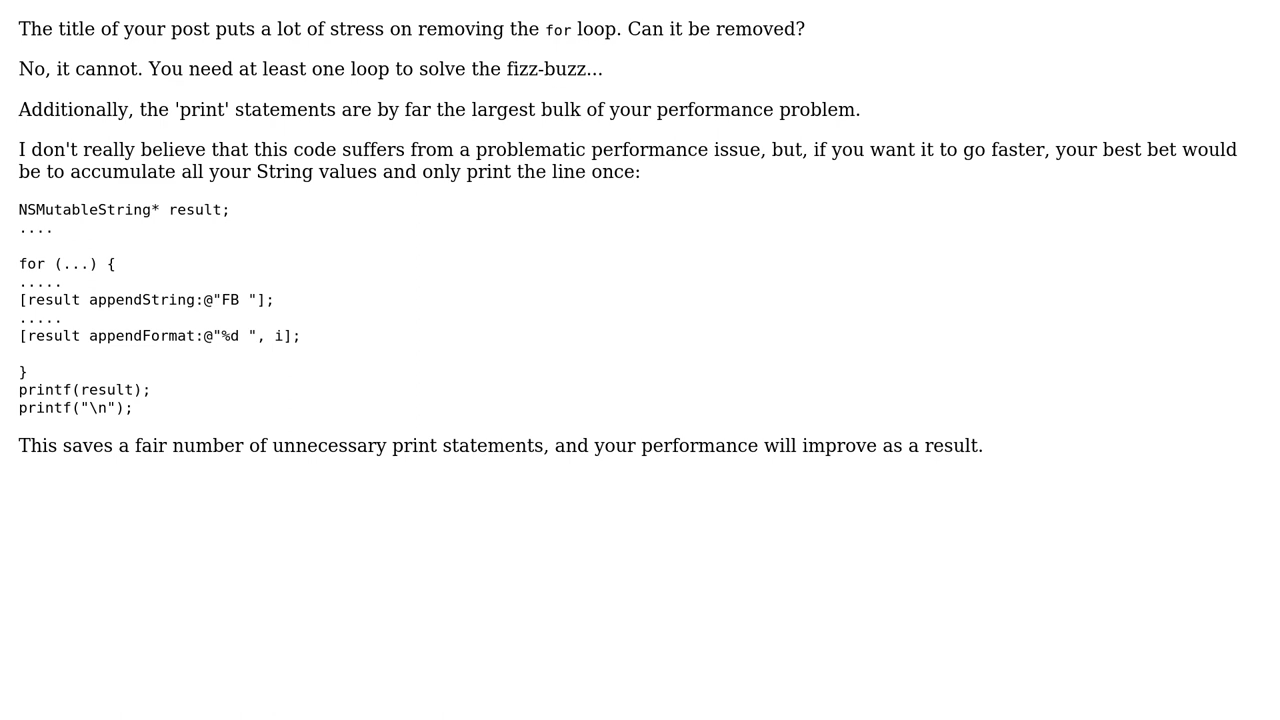 The title of your post puts a lot of stress on removing the for loop. Can it be removed?
No, it cannot. You need at least one loop to solve the fizz-buzz...
Additionally, the 'print' statements are by far the largest bulk of your performance problem.
I don't really believe that this code suffers from a problematic performance issue, but, if you want it to go faster, your best bet would
be to accumulate all your String values and only print the line once:
NSMutableString* result;
....
for (...) {
.....
[result appendString:@"FB "];
.....
[result appendFormat:@"%d ", i];
}
printf(result);
printf("\n");
This saves a fair number of unnecessary print statements, and your performance will improve as a result.